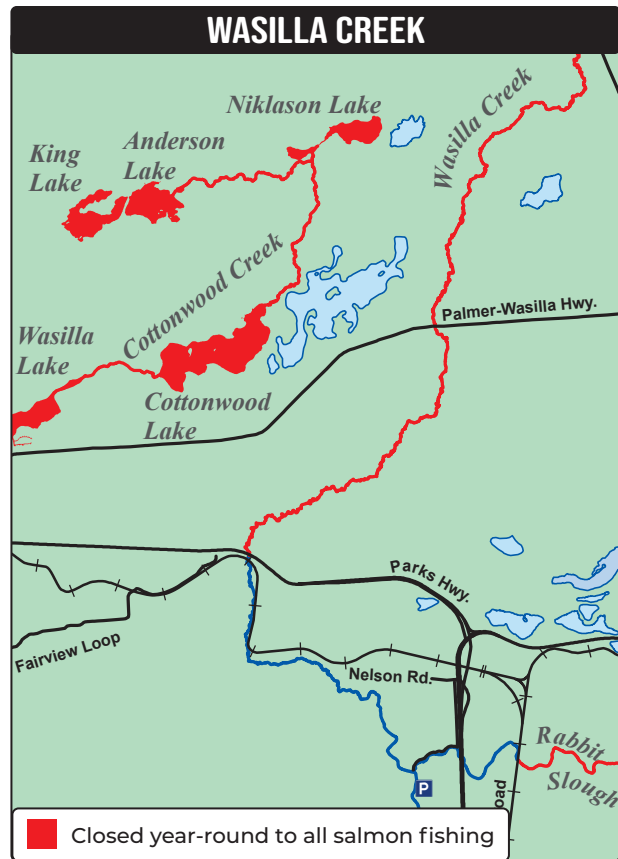 WASILLA CREEK
Niklason Lake
Wasilla Creek
Anderson
Lake
King
Lake
Cottonwood Creek
Palmer-Wasilla Hwy.
Wasilla
Lake
Cottonwood
Lake
Parks Hwy.
Fairview Loop
Nelson Rd.
Rabbit
Slough
P
oad
Closed year-round to all salmon fishing